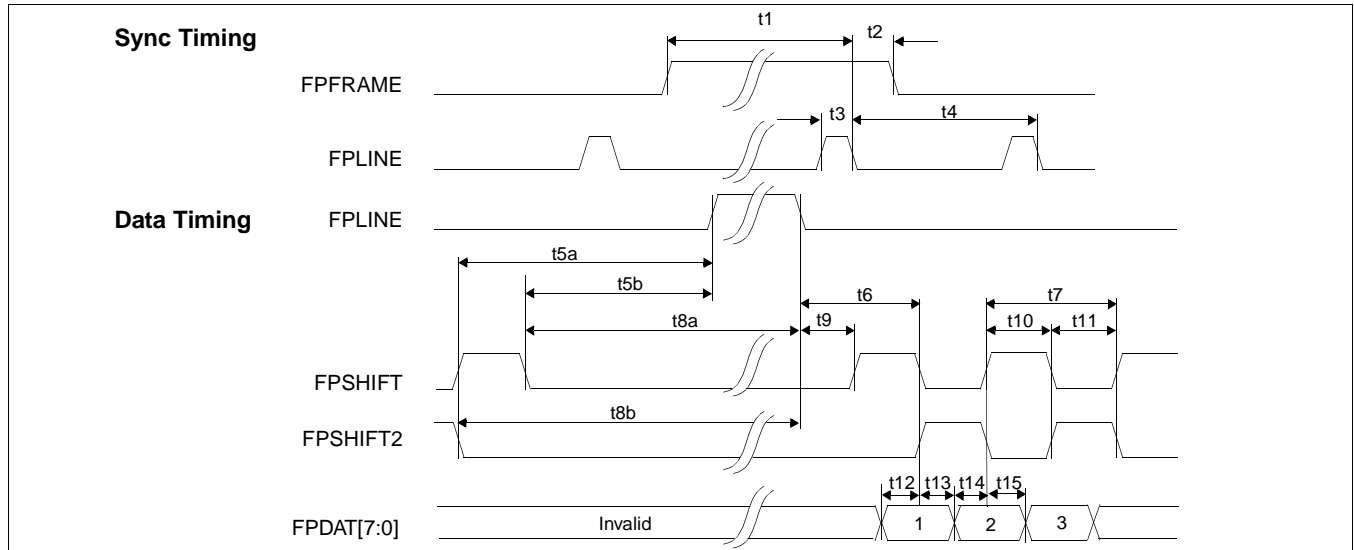 t1
Sync Timing
t2
FPFRAME
t3
t4
FPLINE
Data Timing
FPLINE
t5a
t5b
t6
t7
t8a
t9
t10
t11
FPSHIFT
t8b
FPSHIFT2
t12
t13
t14
t15
FPDAT[7:0]
Invalid
1
2
3